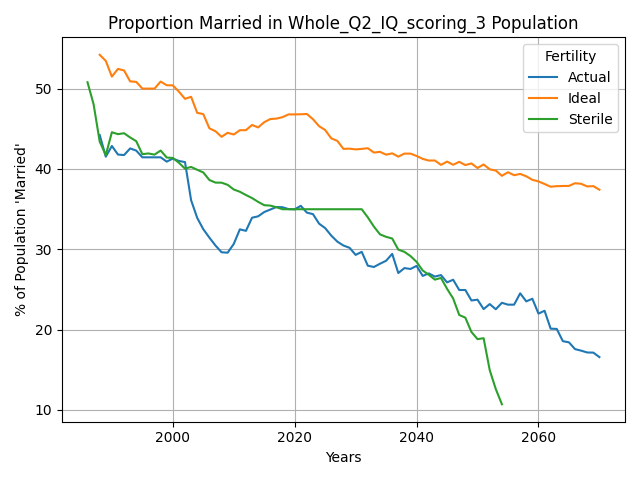 Proportion Married in Whole_Q2_IQ_scoring_3 Population
% of Population 'Married'
50
40
30
20
10
Fertility
Actual
Ideal
Sterile
2000 2020 2040 2060
Years